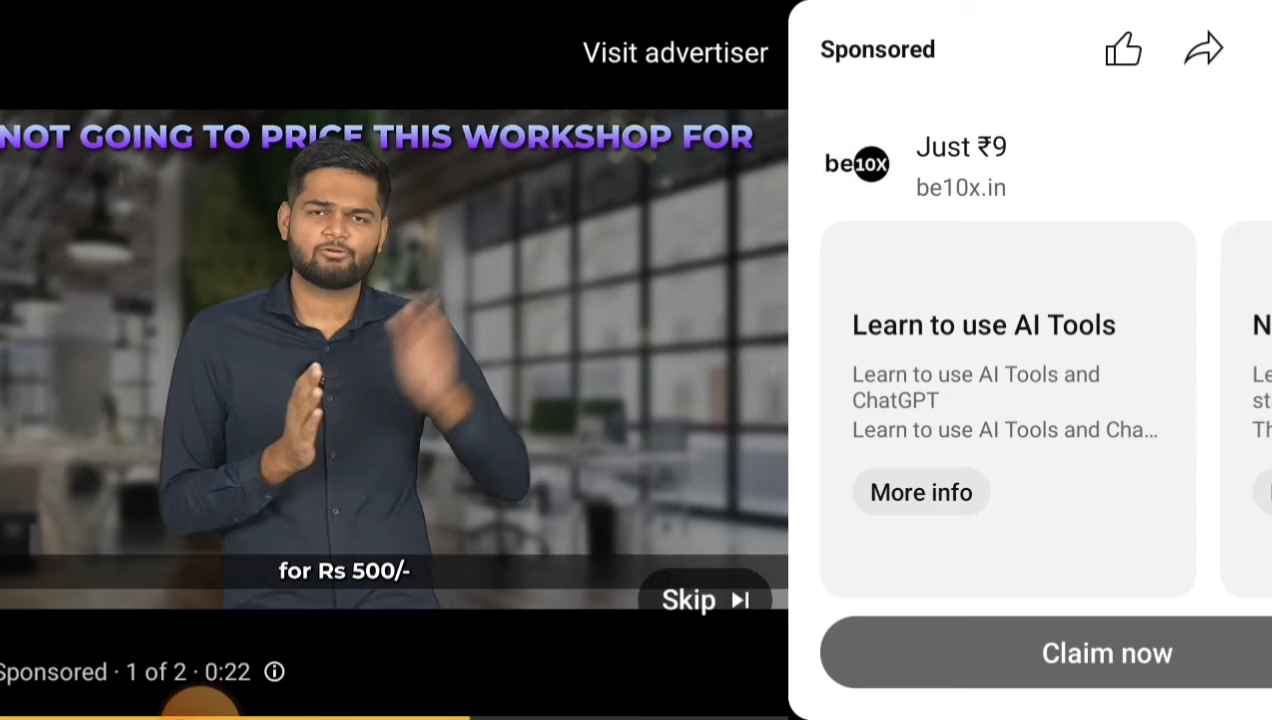 Visit advertiser
NOT GOING TO PRICE THIS WORKSHOP FOR
for Rs 500/-
Skip
Sponsored · 1 of 2 · 0:22
Sponsored
be10X
Just ₹9
be10x.in
Learn to use AI Tools
Learn to use AI Tools and
ChatGPT
Learn to use AI Tools and Cha...
More info
Claim now